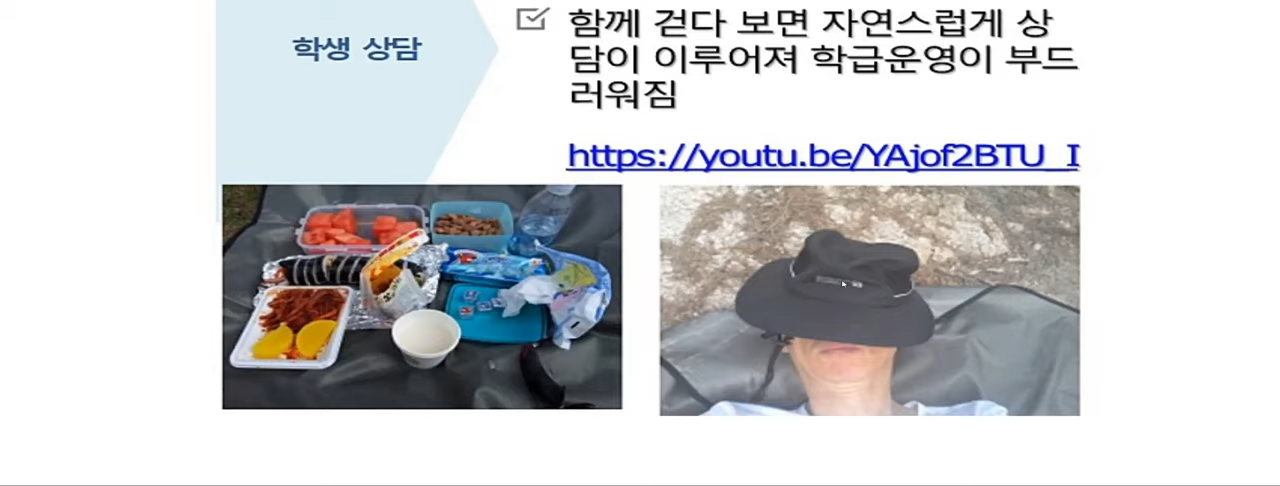 학생 상담
함께 걷다 보면 자연스럽게 상
담이 이루어져 학급운영이 부드
러워짐
https://youtu.be/YAjof2BTU_I